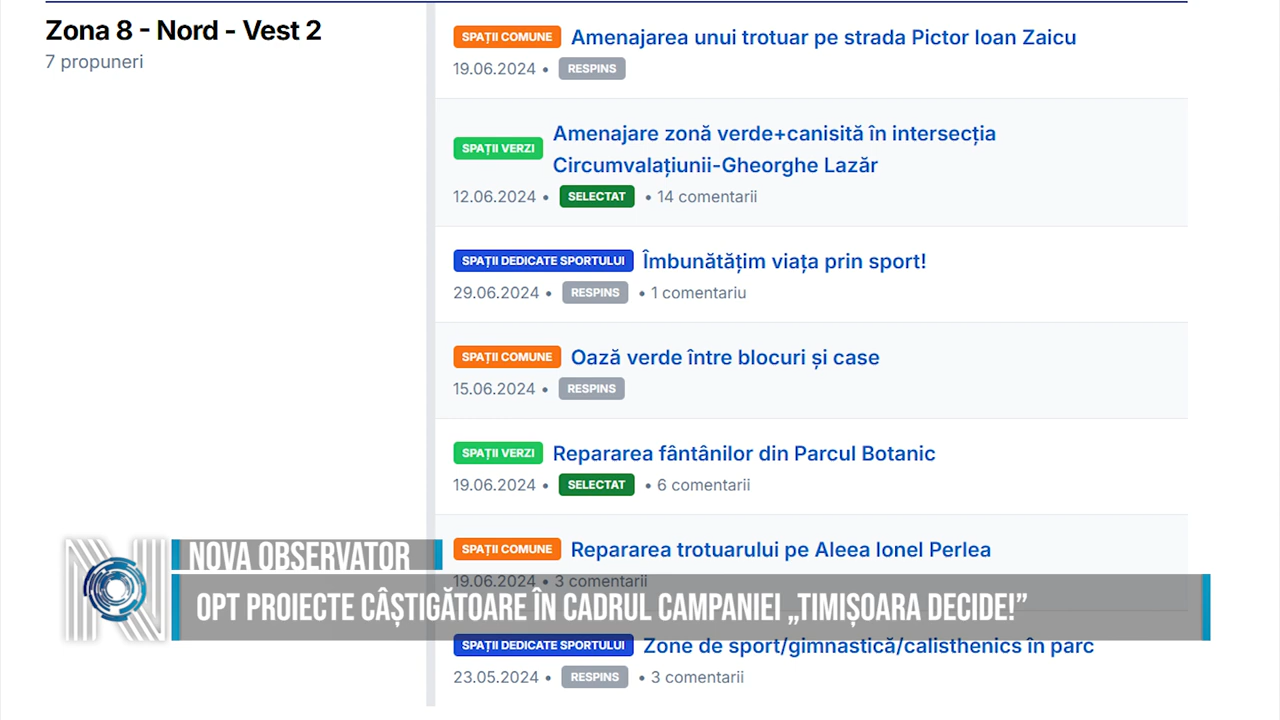 Zona 8 - Nord - Vest 2
7 propuneri
SPAȚII COMUNE Amenajarea unui trotuar pe strada Pictor Ioan Zaicu
19.06.2024 • RESPINS
SPAȚII VERZI Amenajare zonă verde+canisită în intersecția
Circumvalațiunii-Gheorghe Lazăr
12.06.2024 • SELECTAT • 14 comentarii
SPAȚII DEDICATE SPORTULUI Îmbunătățim viața prin sport!
29.06.2024 • RESPINS • 1 comentariu
SPAȚII COMUNE Oază verde între blocuri și case
15.06.2024 • RESPINS
SPAȚII VERZI Repararea fântânilor din Parcul Botanic
19.06.2024 • SELECTAT • 6 comentarii
SPAȚII COMUNE Repararea trotuarului pe Aleea Ionel Perlea
19.06.2024 • 3 comentarii
NOVA OBSERVATOR
OPT PROIECTE CÂȘTIGĂTOARE ÎN CADRUL CAMPANIEI „TIMIȘOARA DECIDE!”
SPAȚII DEDICATE SPORTULUI Zone de sport/gimnastică/calisthenics în parc
23.05.2024 • RESPINS • 3 comentarii